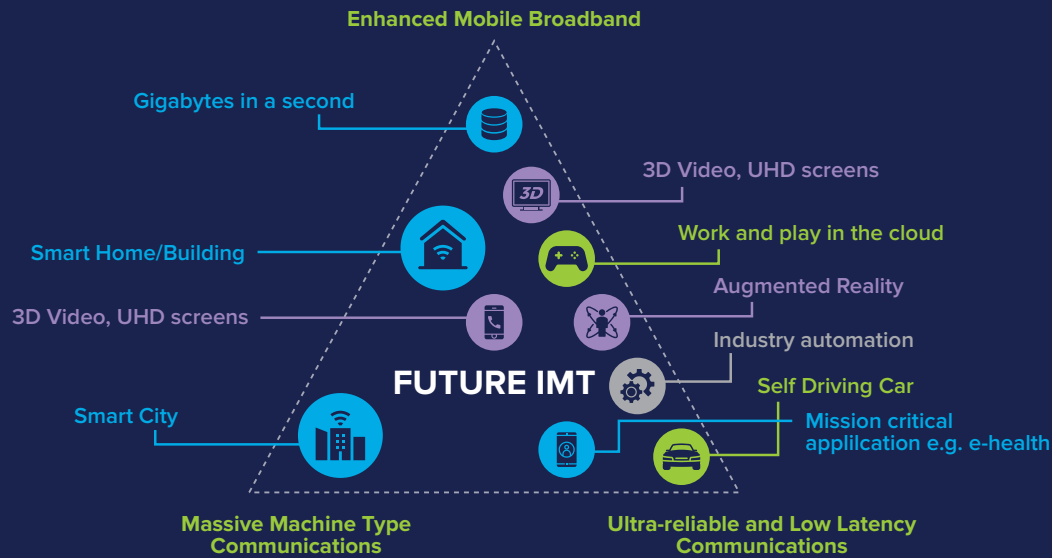 Enhanced Mobile Broadband
Gigabytes in a second
3D Video, UHD screens
3D
Work and play in the cloud
Smart Home/Building
Augmented Reality
3D Video, UHD screens
Industry automation
FUTURE IMT
Self Driving Car
Smart City
Mission critical
applilcation e.g. e-health
Massive Machine Type
Communications
Ultra-reliable and Low Latency
Communications